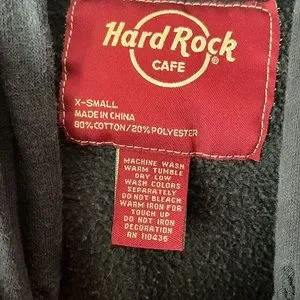 Hard Rock
CAFE
®
X-SMALL
MADE IN CHINA
80% COTTON/20% POLYESTER
MACHINE WASH
WARM TUMBLE
DRY LOW
WASH COLORS
SEPARATELY
DO NOT BLEACH
WARM IRON FOR
TOUCH UP
DO NOT IRON
DECORATION
RN 110436